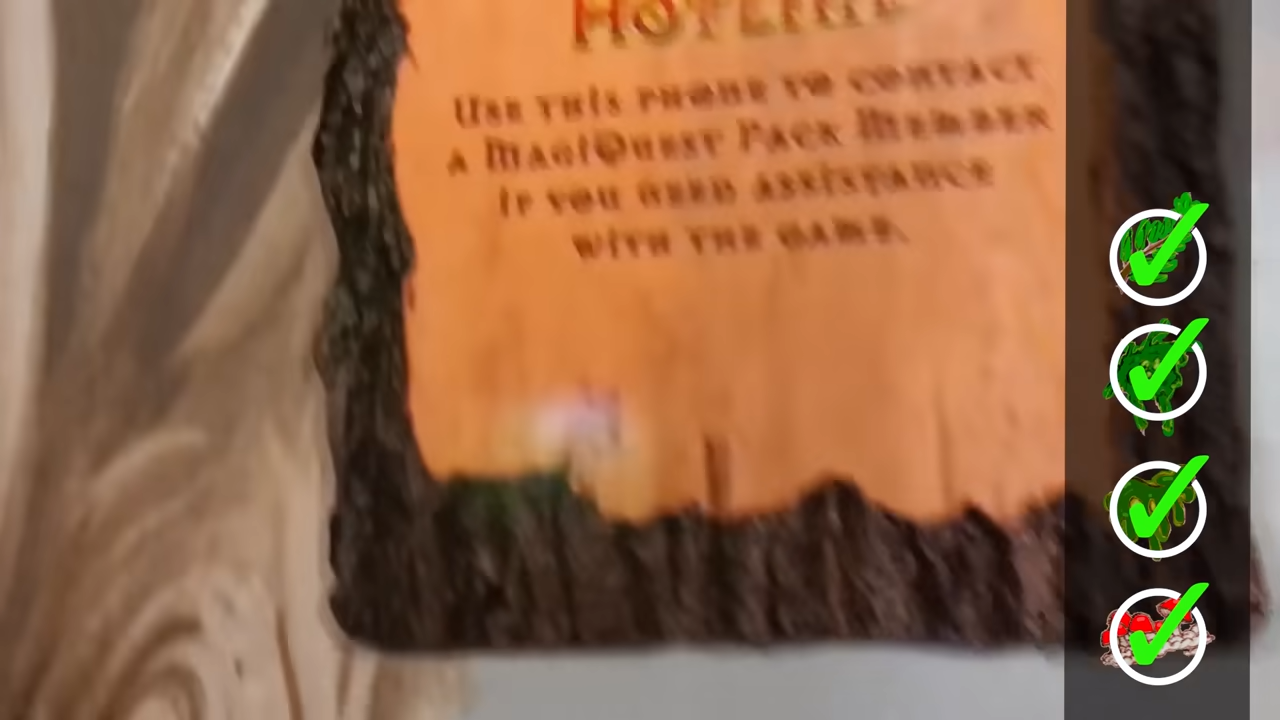 HOTLINE
USE THIS PHONE TO CONTACT
A MAGIQUEST PACK MEMBER
IF YOU NEED ASSISTANCE
WITH THE GAME.